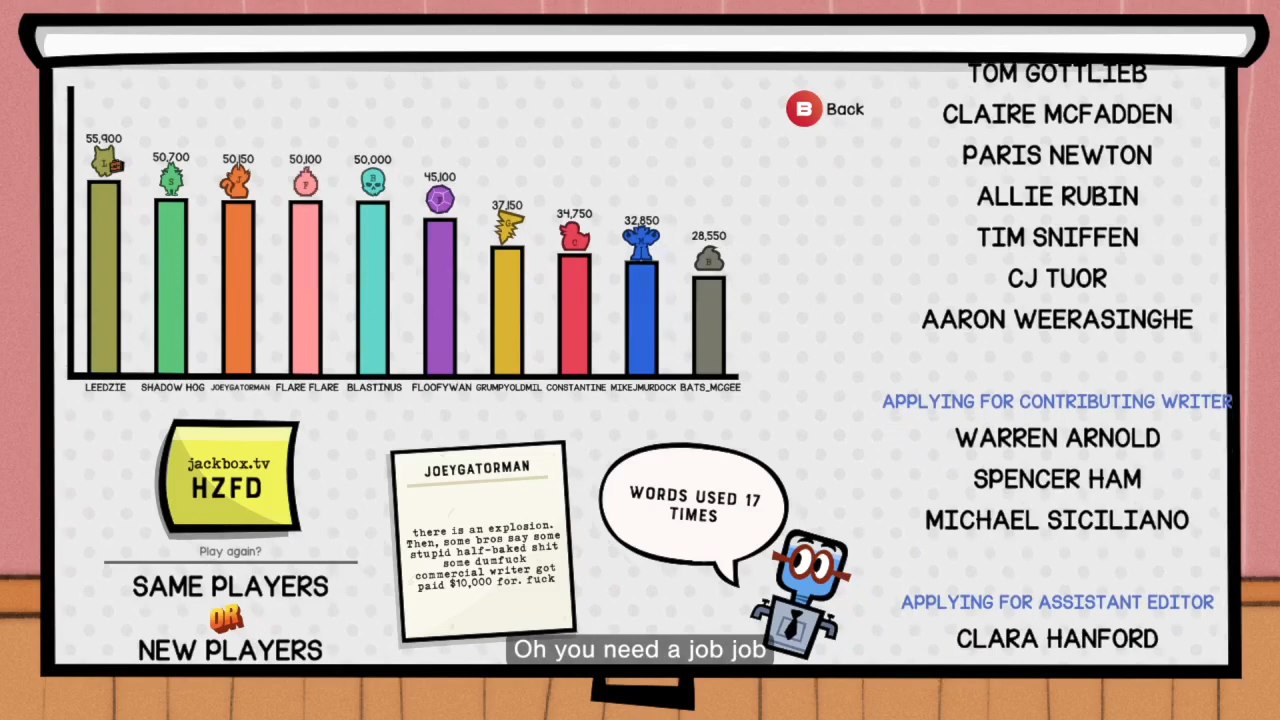 55,900
50,700
50,150
50,100
50,000
45,100
37,150
34,750
32,850
28,550
LEEDZIE
SHADOW HOG
JOEYGATORMAN
FLARE FLARE
BLASTINUS
FLOOFYWAN
GRUMPYOLDMIL
CONSTANTINE
MIKEJMURDOCK
BATS_MCGEE
B Back
TOM GOTTLIEB
CLAIRE MCFADDEN
PARIS NEWTON
ALLIE RUBIN
TIM SNIFFEN
CJ TUOR
AARON WEERASINGHE
APPLYING FOR CONTRIBUTING WRITER
WARREN ARNOLD
SPENCER HAM
MICHAEL SICILIANO
APPLYING FOR ASSISTANT EDITOR
CLARA HANFORD
jackbox.tv
HZFD
Play again?
SAME PLAYERS
OR
NEW PLAYERS
JOEYGATORMAN
there is an explosion.
Then, some bros say some
stupid half-baked shit
some dumfuck
commercial writer got
paid $10,000 for. fuck
WORDS USED 17
TIMES
Oh you need a job job